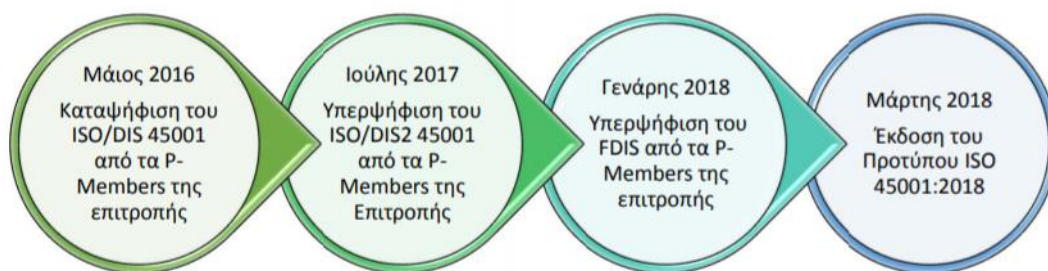 Μάιος 2016
Καταψήφιση του
ISO/DIS 45001
από τα P-
Members της
επιτροπής
Ιούλης 2017
Υπερψήφιση του
ISO/DIS2 45001
από τα P-
Members της
Επιτροπής
Γενάρης 2018
Υπερψήφιση του
FDIS από τα P-
Members της
επιτροπής
Μάρτης 2018
Έκδοση του
Προτύπου ISO
45001:2018